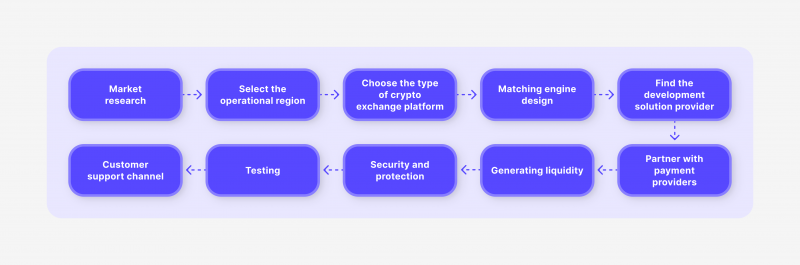 Market
research
Select the
operational region
Choose the type
of crypto
exchange platform
Matching engine
design
Find the
development
solution provider
Partner with
payment
providers
Generating liquidity
Security and
protection
Testing
Customer
support channel